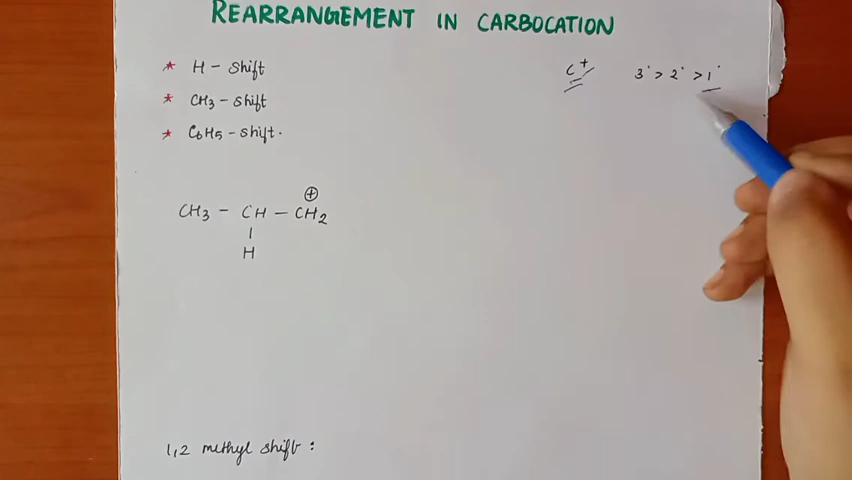 REARRANGEMENT IN CARBOCATION
* H - Shift
C+ 3° > 2° > 1°
* CH3 - shift
* C6H5 - shift.
⊕
CH3 - CH - CH2
|
H
1,2 methyl shift :